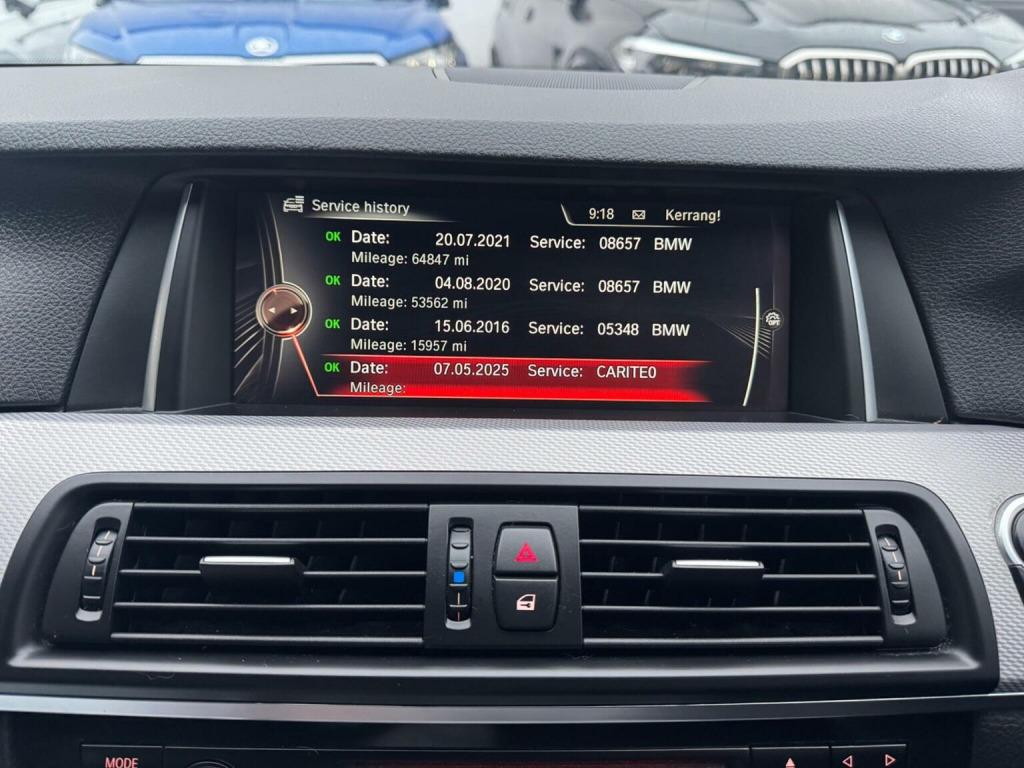 Service history 9:18 Kerrang!
OK Date: 20.07.2021 Service: 08657 BMW
Mileage: 64847 mi
OK Date: 04.08.2020 Service: 08657 BMW
Mileage: 53562 mi
OK Date: 15.06.2016 Service: 05348 BMW
Mileage: 15957 mi
OK Date: 07.05.2025 Service: CARITE0
Mileage:
OPT
MODE